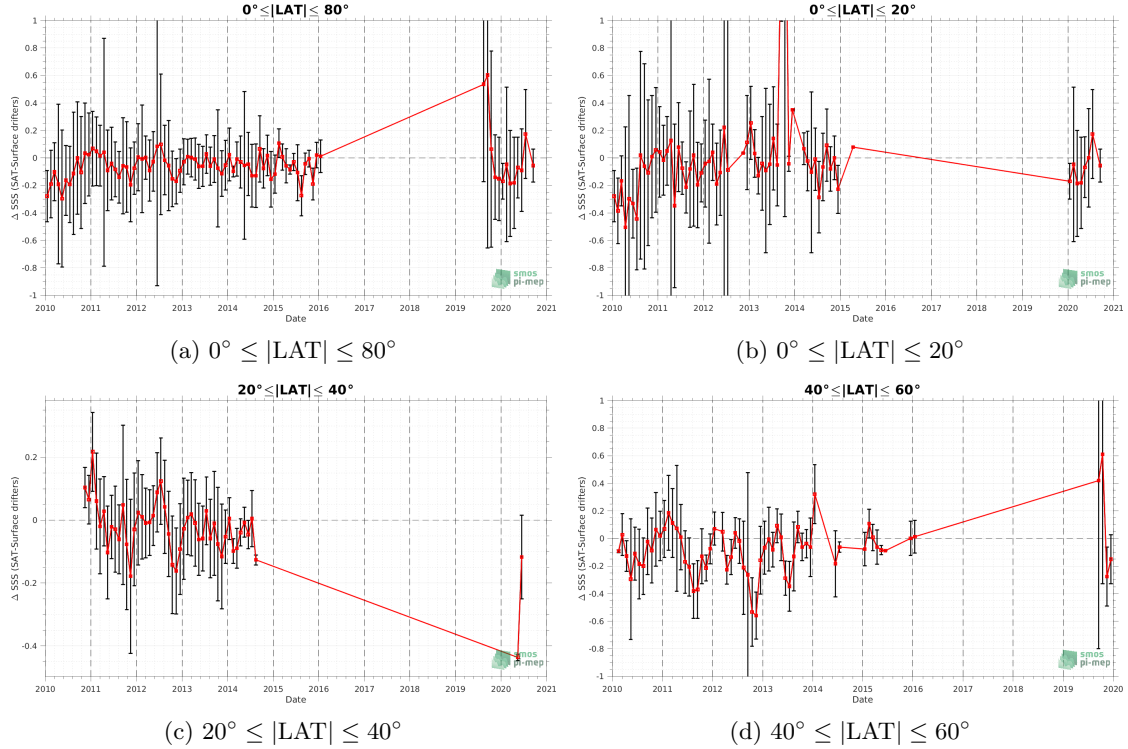 0°≤|LAT|≤ 80°
Δ SSS (SAT-Surface drifters)
1
0.8
0.6
0.4
0.2
0
-0.2
-0.4
-0.6
-0.8
-1
smos
pi-mep
2010 2011 2012 2013 2014 2015 2016 2017 2018 2019 2020 2021
Date
(a) 0° ≤ |LAT| ≤ 80°
0°≤|LAT|≤ 20°
Δ SSS (SAT-Surface drifters)
1
0.8
0.6
0.4
0.2
0
-0.2
-0.4
-0.6
-0.8
-1
smos
pi-mep
2010 2011 2012 2013 2014 2015 2016 2017 2018 2019 2020 2021
Date
(b) 0° ≤ |LAT| ≤ 20°
20°≤|LAT|≤ 40°
Δ SSS (SAT-Surface drifters)
0.2
0
-0.2
-0.4
smos
pi-mep
2010 2011 2012 2013 2014 2015 2016 2017 2018 2019 2020 2021
Date
(c) 20° ≤ |LAT| ≤ 40°
40°≤|LAT|≤ 60°
Δ SSS (SAT-Surface drifters)
1
0.8
0.6
0.4
0.2
0
-0.2
-0.4
-0.6
-0.8
-1
smos
pi-mep
2010 2011 2012 2013 2014 2015 2016 2017 2018 2019 2020
Date
(d) 40° ≤ |LAT| ≤ 60°